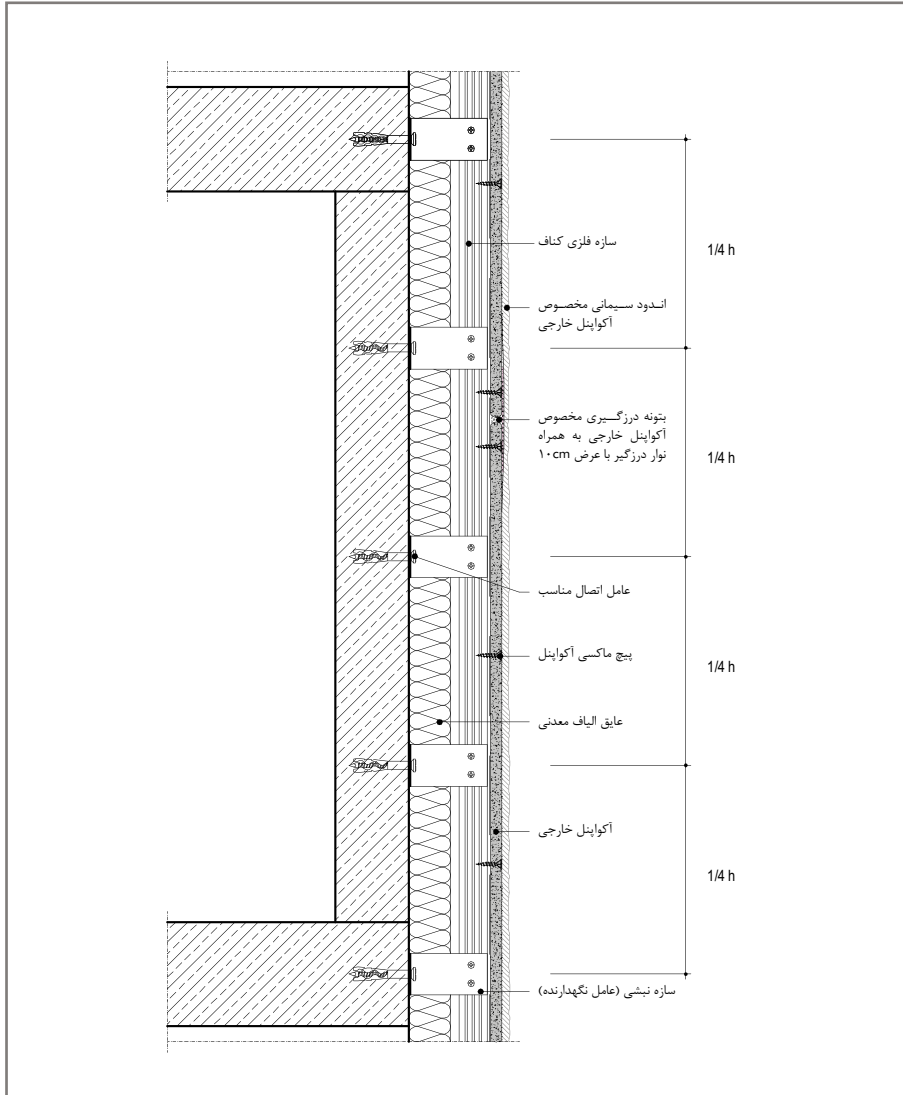 سازه فلزی کناف
1/4 h
اندود سیمانی مخصوص
آکواپنل خارجی
بتونه درزگیری مخصوص
آکواپنل خارجی به همراه
نوار درزگیر با عرض ۱۰cm
1/4 h
عامل اتصال مناسب
پیچ ماکسی آکواپنل
1/4 h
عایق الیاف معدنی
آکواپنل خارجی
1/4 h
سازه نبشی (عامل نگهدارنده)